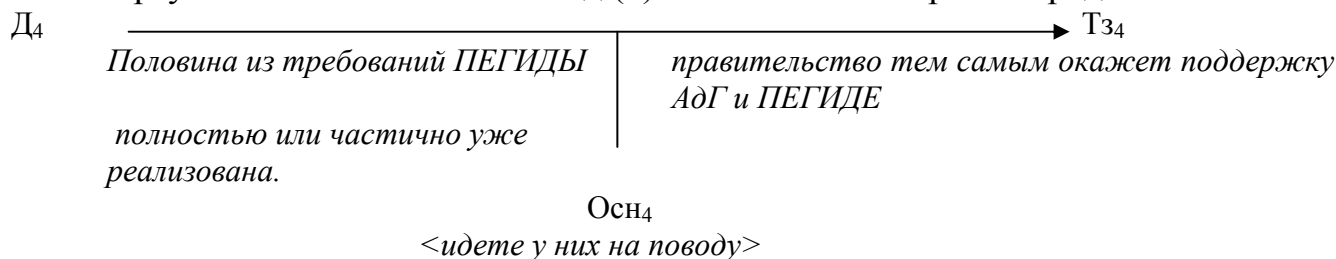 Д4 Тз4
Половина из требований ПЕГИДЫ правительство тем самым окажет поддержку
АдГ и ПЕГИДЕ
полностью или частично уже
реализована.
Осн4
<идете у них на поводу>